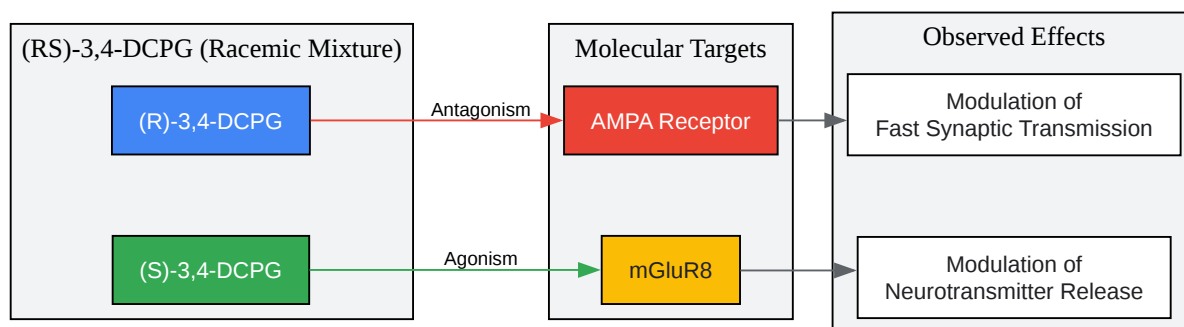 (RS)-3,4-DCPG (Racemic Mixture)
Molecular Targets
Observed Effects
(R)-3,4-DCPG
Antagonism
AMPA Receptor
Modulation of
Fast Synaptic Transmission
(S)-3,4-DCPG
Agonism
mGluR8
Modulation of
Neurotransmitter Release